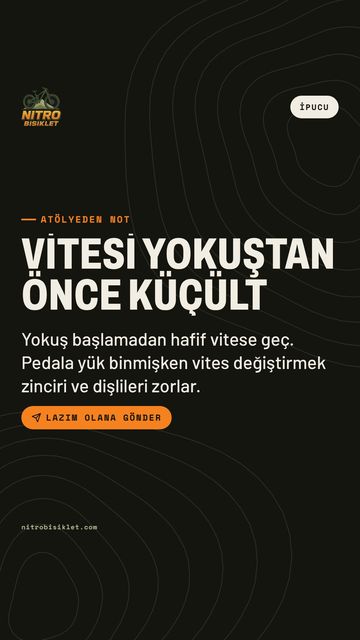 NITRO
BISIKLET
İPUCU
ATÖLYEDEN NOT
VİTESİ YOKUŞTAN
ÖNCE KÜÇÜLT
Yokuş başlamadan hafif vitese geç.
Pedala yük binmişken vites değiştirmek
zinciri ve dişlileri zorlar.
LAZIM OLANA GÖNDER
nitrobisiklet.com